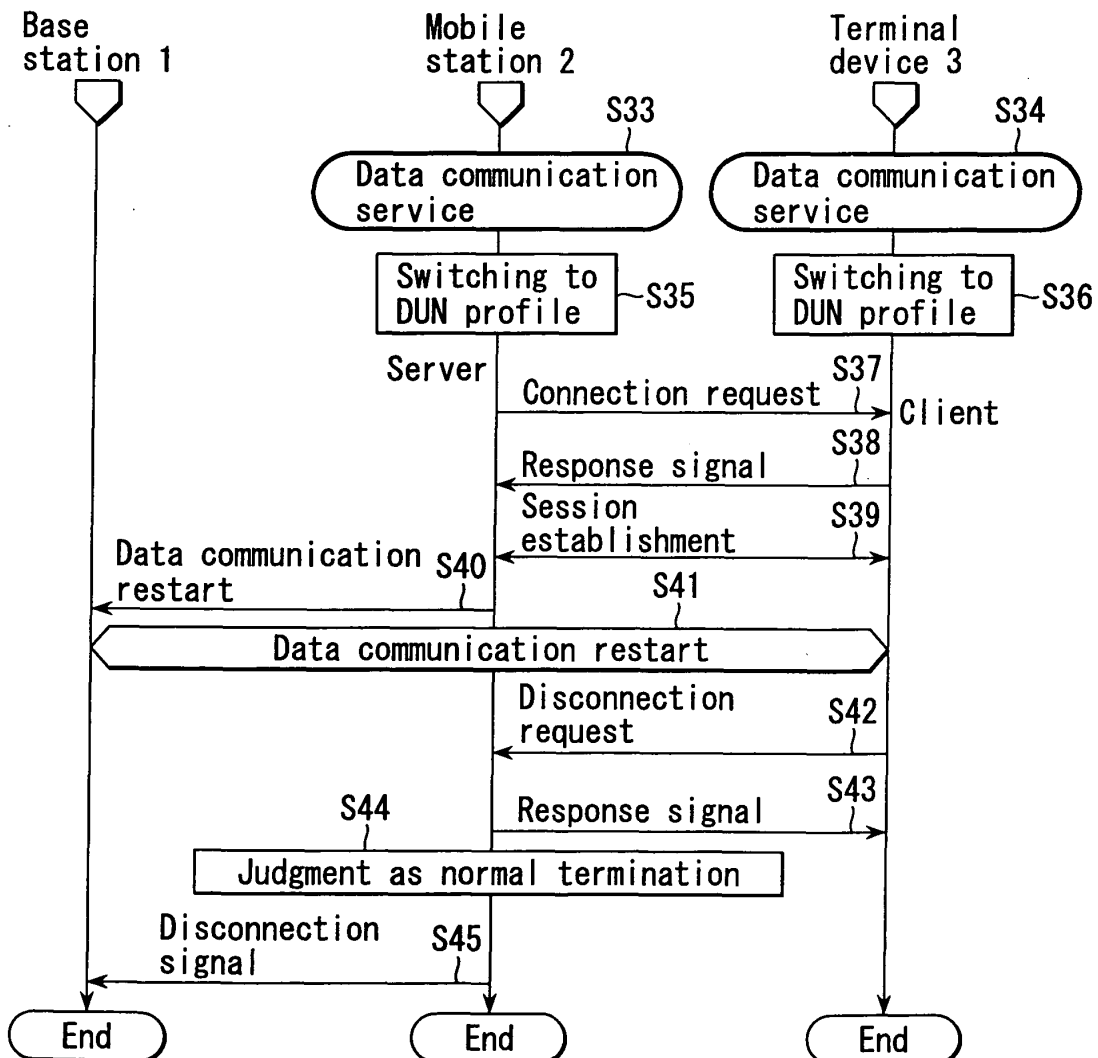 Base
station 1
Mobile
station 2
Terminal
device 3
S33
S34
Data communication
service
Data communication
service
Switching to
DUN profile
S35
Switching to
DUN profile
S36
Server
S37
Connection request
Client
S38
Response signal
Session
establishment
S39
Data communication
restart
S40
S41
Data communication restart
Disconnection
request
S42
S43
Response signal
S44
Judgment as normal termination
Disconnection
signal
S45
End
End
End